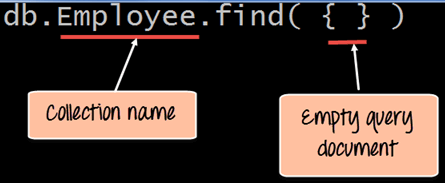 db.Employee.find( { } )
Collection name
Empty query
document